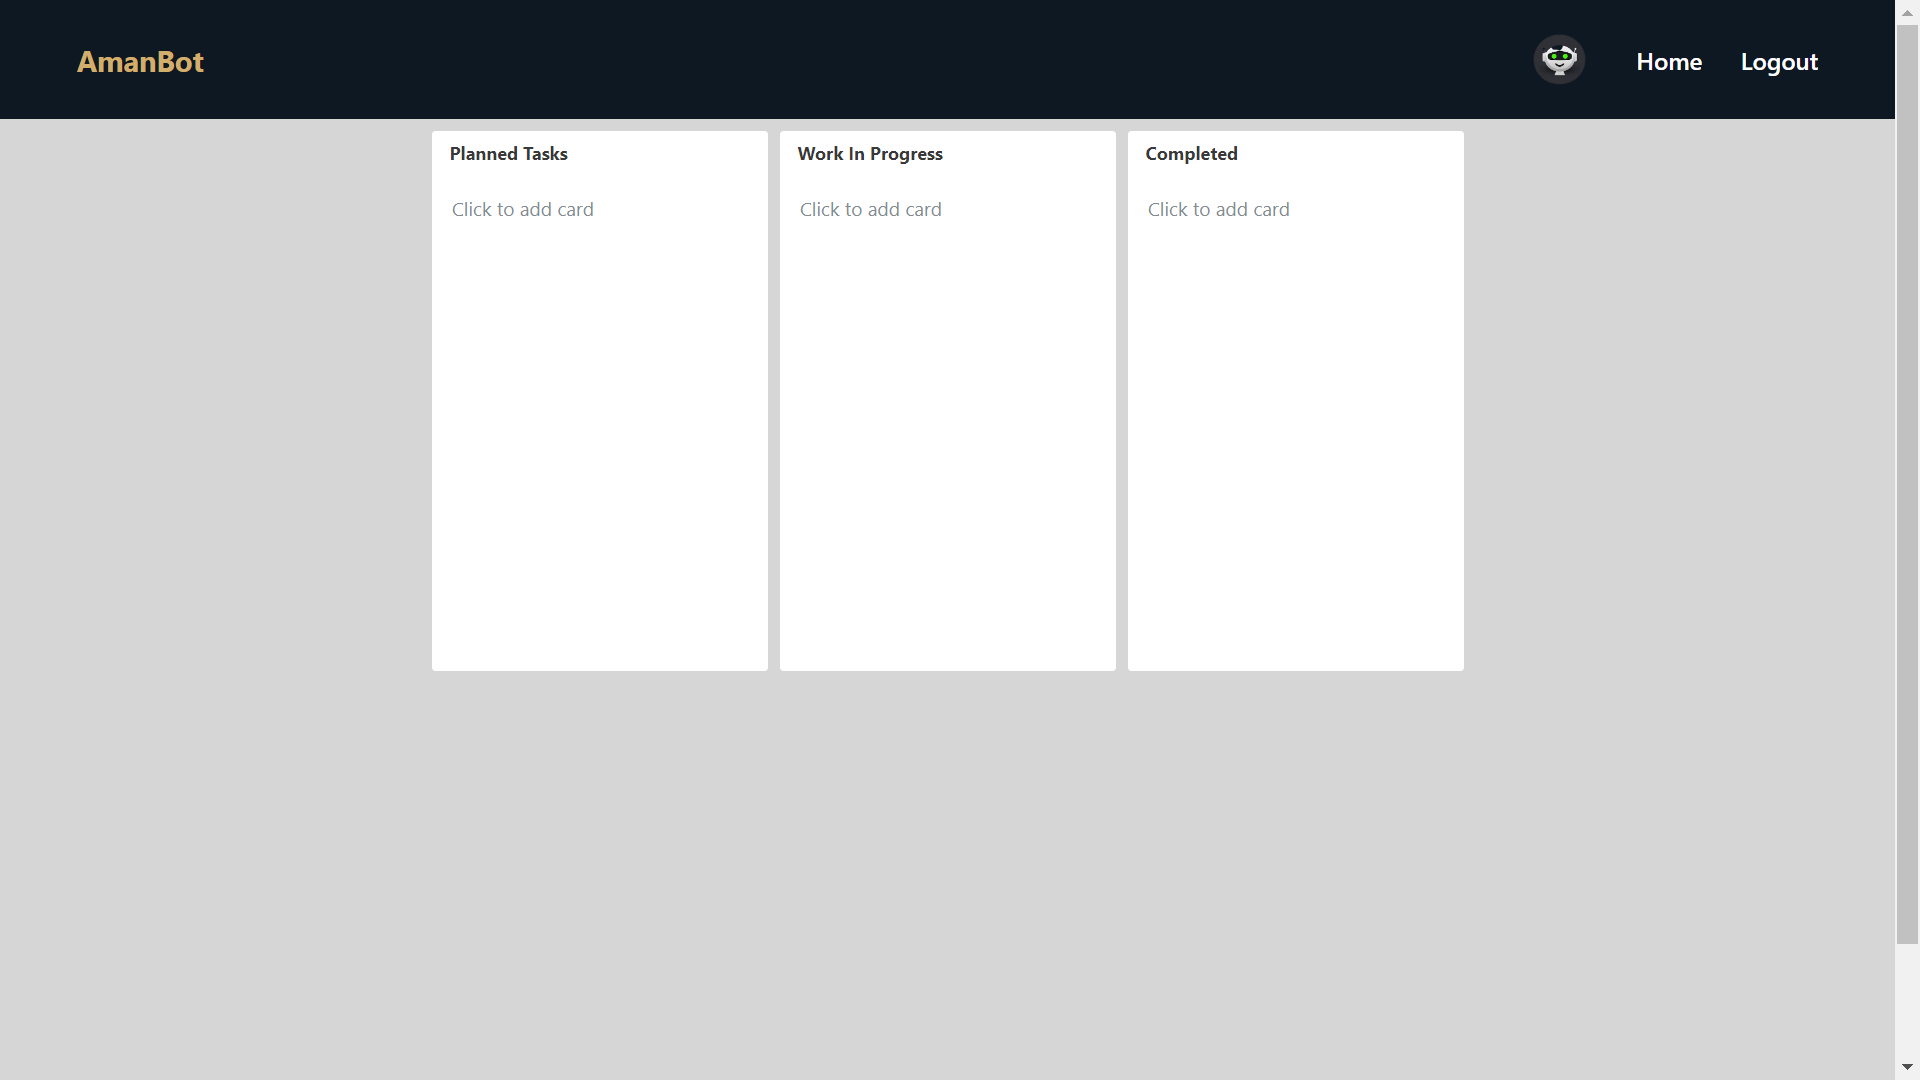 AmanBot
Home
Logout
Planned Tasks
Click to add card
Work In Progress
Click to add card
Completed
Click to add card